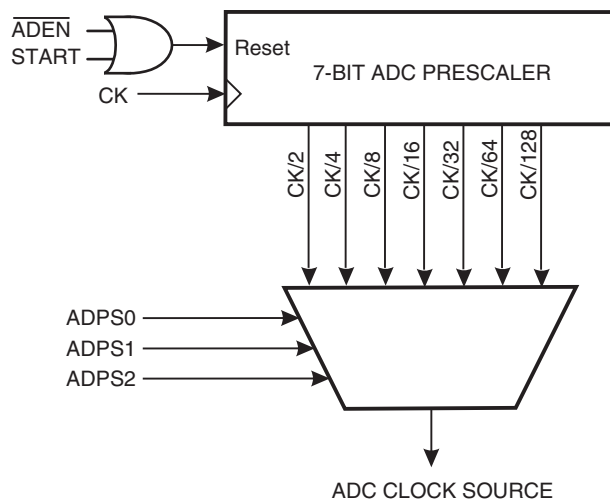 ADEN
START
Reset
7-BIT ADC PRESCALER
CK
CK/2
CK/4
CK/8
CK/16
CK/32
CK/64
CK/128
ADPS0
ADPS1
ADPS2
ADC CLOCK SOURCE